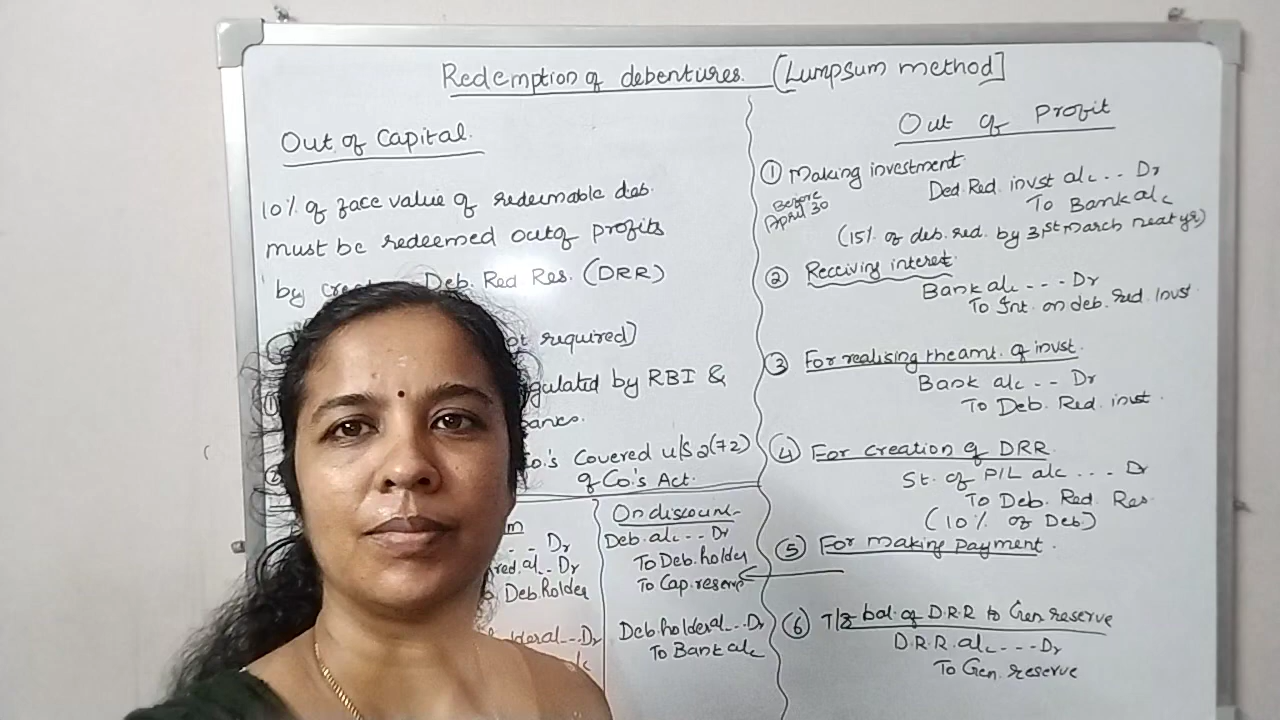 Redemption of debentures. (Lumpsum method]
Out of Capital.
10% of face value of redeemable deb.
must be redeemed out of profits
by Deb. Red Res. (DRR)
required)
by RBI &
①
②
Covered u/s 2(72)
of Co.'s Act.
- - Dr
red. a/c.. Dr
Deb. holder
Dr
On discount
Deb. a/c... Dr
To Deb. holder
To Cap. reserve
Deb. holder a/c...Dr
To Bank a/c
Out of Profit
① Making investment
Before
April 30
Ded. Red. invst a/c... Dr
To Bank a/c
(15% of deb. red. by 31st March next yr)
② Receiving interest
Bank a/c - - - Dr
To Int. on deb. red. Invst
③ For realising the amt. of invst.
Bank a/c - - Dr
To Deb. Red. invst.
④ For creation of DRR
St. of P/L a/c ... Dr
To Deb. Red. Res.
(10% of Deb.)
⑤ For making payment.
⑥ T/f bal. of D.R.R to Gen. reserve
D.R.R. a/c...Dr
To Gen. reserve